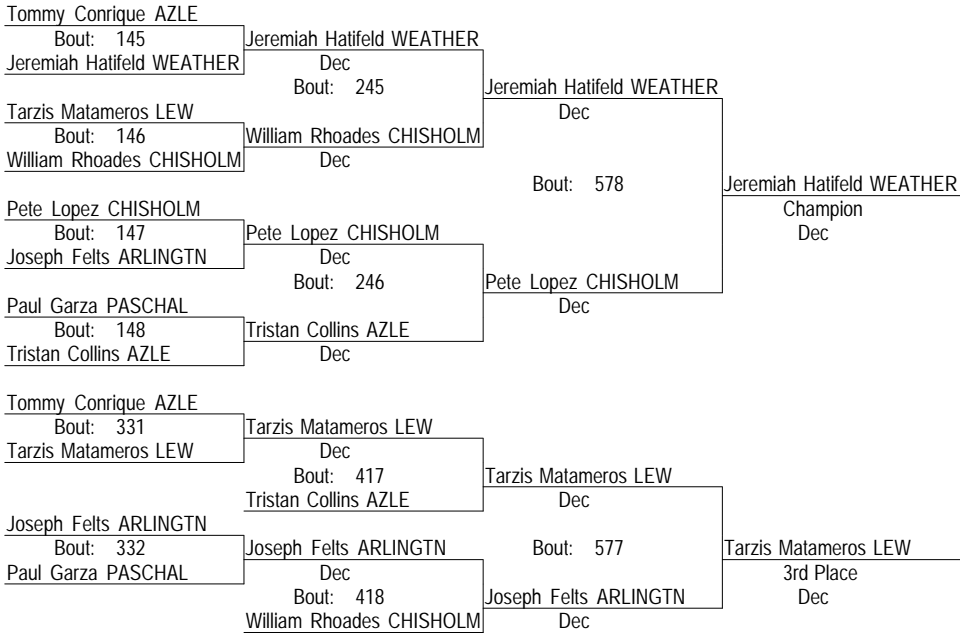 Tommy Conrique AZLE
Bout: 145
Jeremiah Hatifeld WEATHER
Jeremiah Hatifeld WEATHER
Dec
Bout: 245
Jeremiah Hatifeld WEATHER
Dec
Tarzis Matameros LEW
Bout: 146
William Rhoades CHISHOLM
William Rhoades CHISHOLM
Dec
Bout: 578
Jeremiah Hatifeld WEATHER
Champion
Dec
Pete Lopez CHISHOLM
Bout: 147
Joseph Felts ARLINGTN
Pete Lopez CHISHOLM
Dec
Bout: 246
Pete Lopez CHISHOLM
Dec
Paul Garza PASCHAL
Bout: 148
Tristan Collins AZLE
Tristan Collins AZLE
Dec
Tommy Conrique AZLE
Bout: 331
Tarzis Matameros LEW
Tarzis Matameros LEW
Dec
Bout: 417
Tristan Collins AZLE
Tarzis Matameros LEW
Dec
Joseph Felts ARLINGTN
Bout: 332
Paul Garza PASCHAL
Joseph Felts ARLINGTN
Dec
Bout: 418
William Rhoades CHISHOLM
Bout: 577
Joseph Felts ARLINGTN
Dec
Tarzis Matameros LEW
3rd Place
Dec